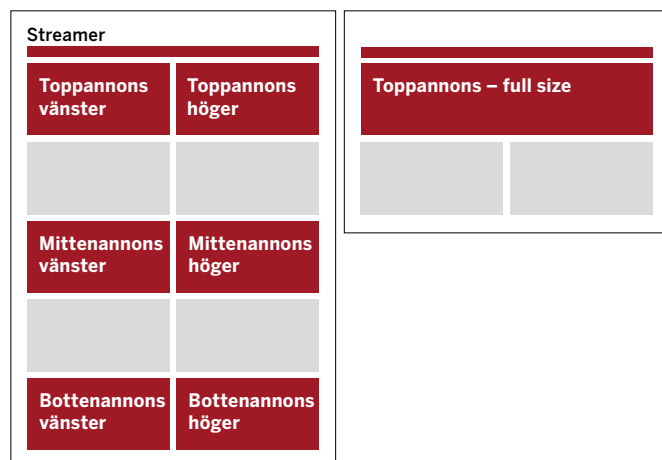 Streamer
Toppannons
vänster
Toppannons
höger
Mittenannons
vänster
Mittenannons
höger
Bottenannons
vänster
Bottenannons
höger
Toppannons – full size